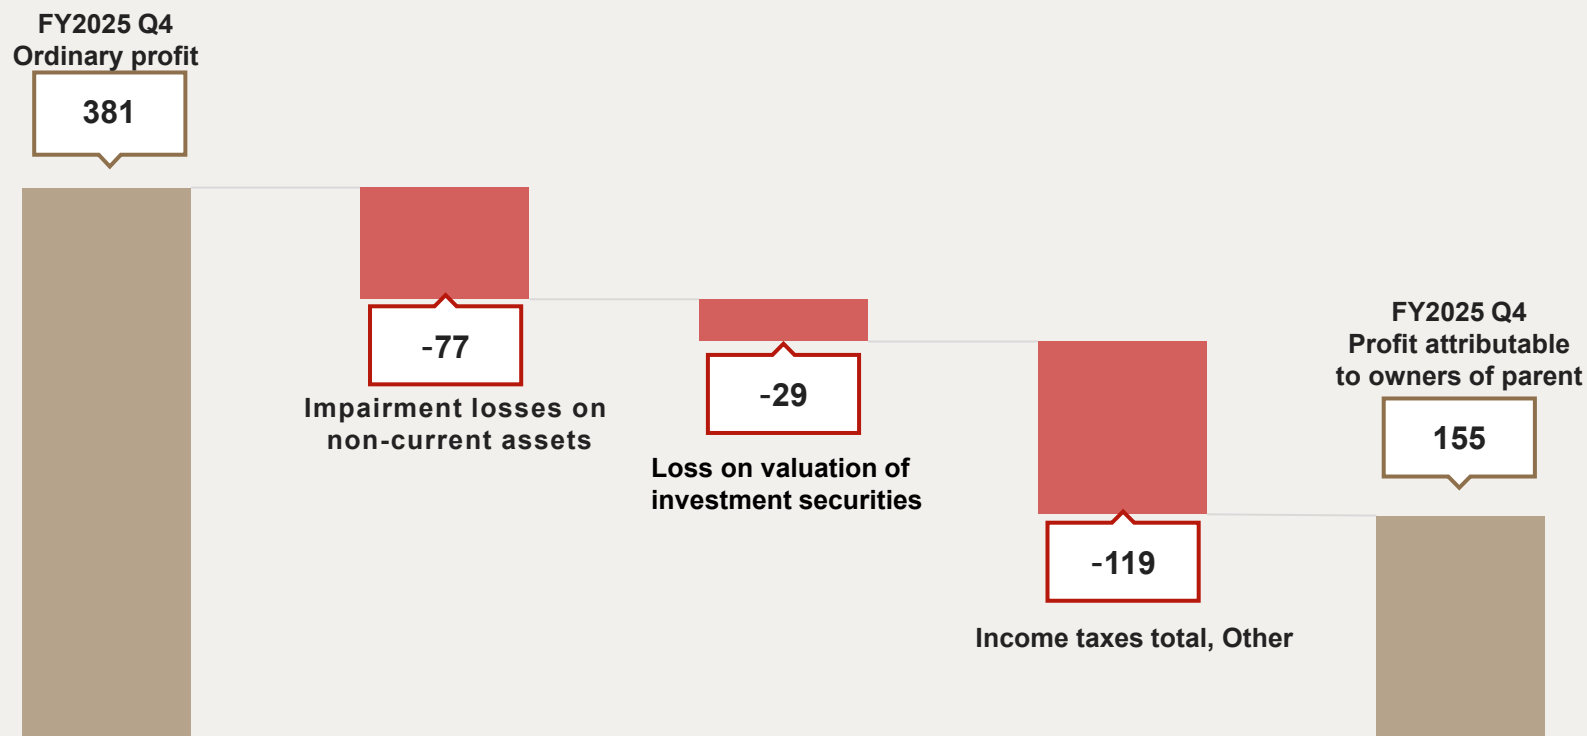 FY2025 Q4
Ordinary profit
381
-77
Impairment losses on
non-current assets
-29
Loss on valuation of
investment securities
-119
Income taxes total, Other
FY2025 Q4
Profit attributable
to owners of parent
155